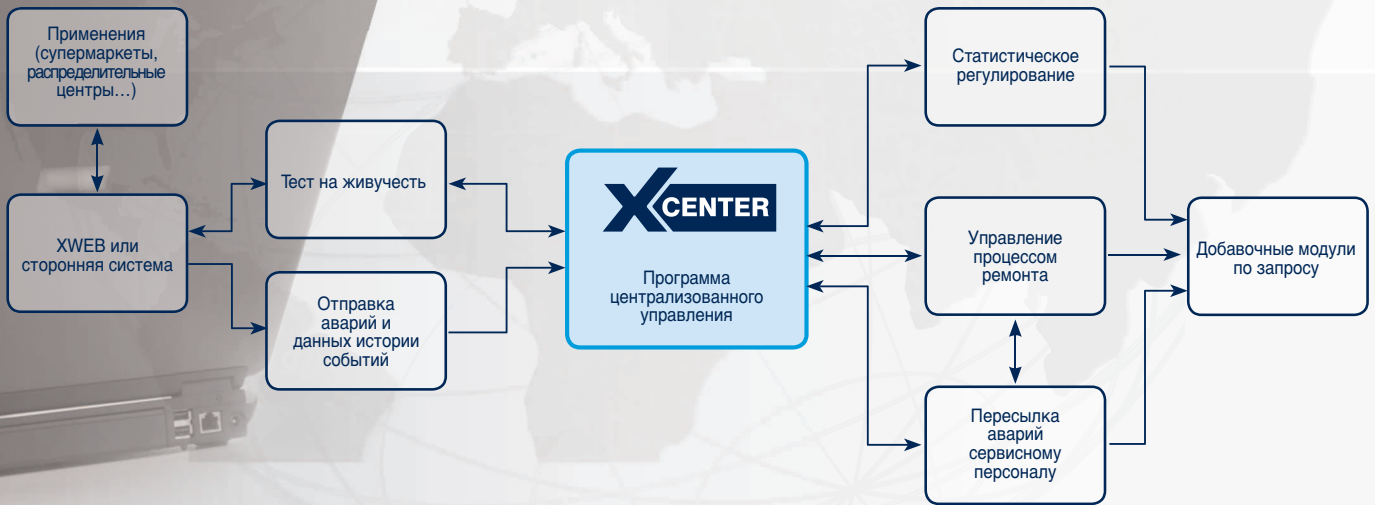 Применения
(супермаркеты,
распределительные
центры…)
XWEB или
сторонняя система
Тест на живучесть
Отправка
аварий и
данных истории
событий
XCENTER
Программа
централизованного
управления
Статистическое
регулирование
Управление
процессом
ремонта
Пересылка
аварий
сервисному
персоналу
Добавочные модули
по запросу